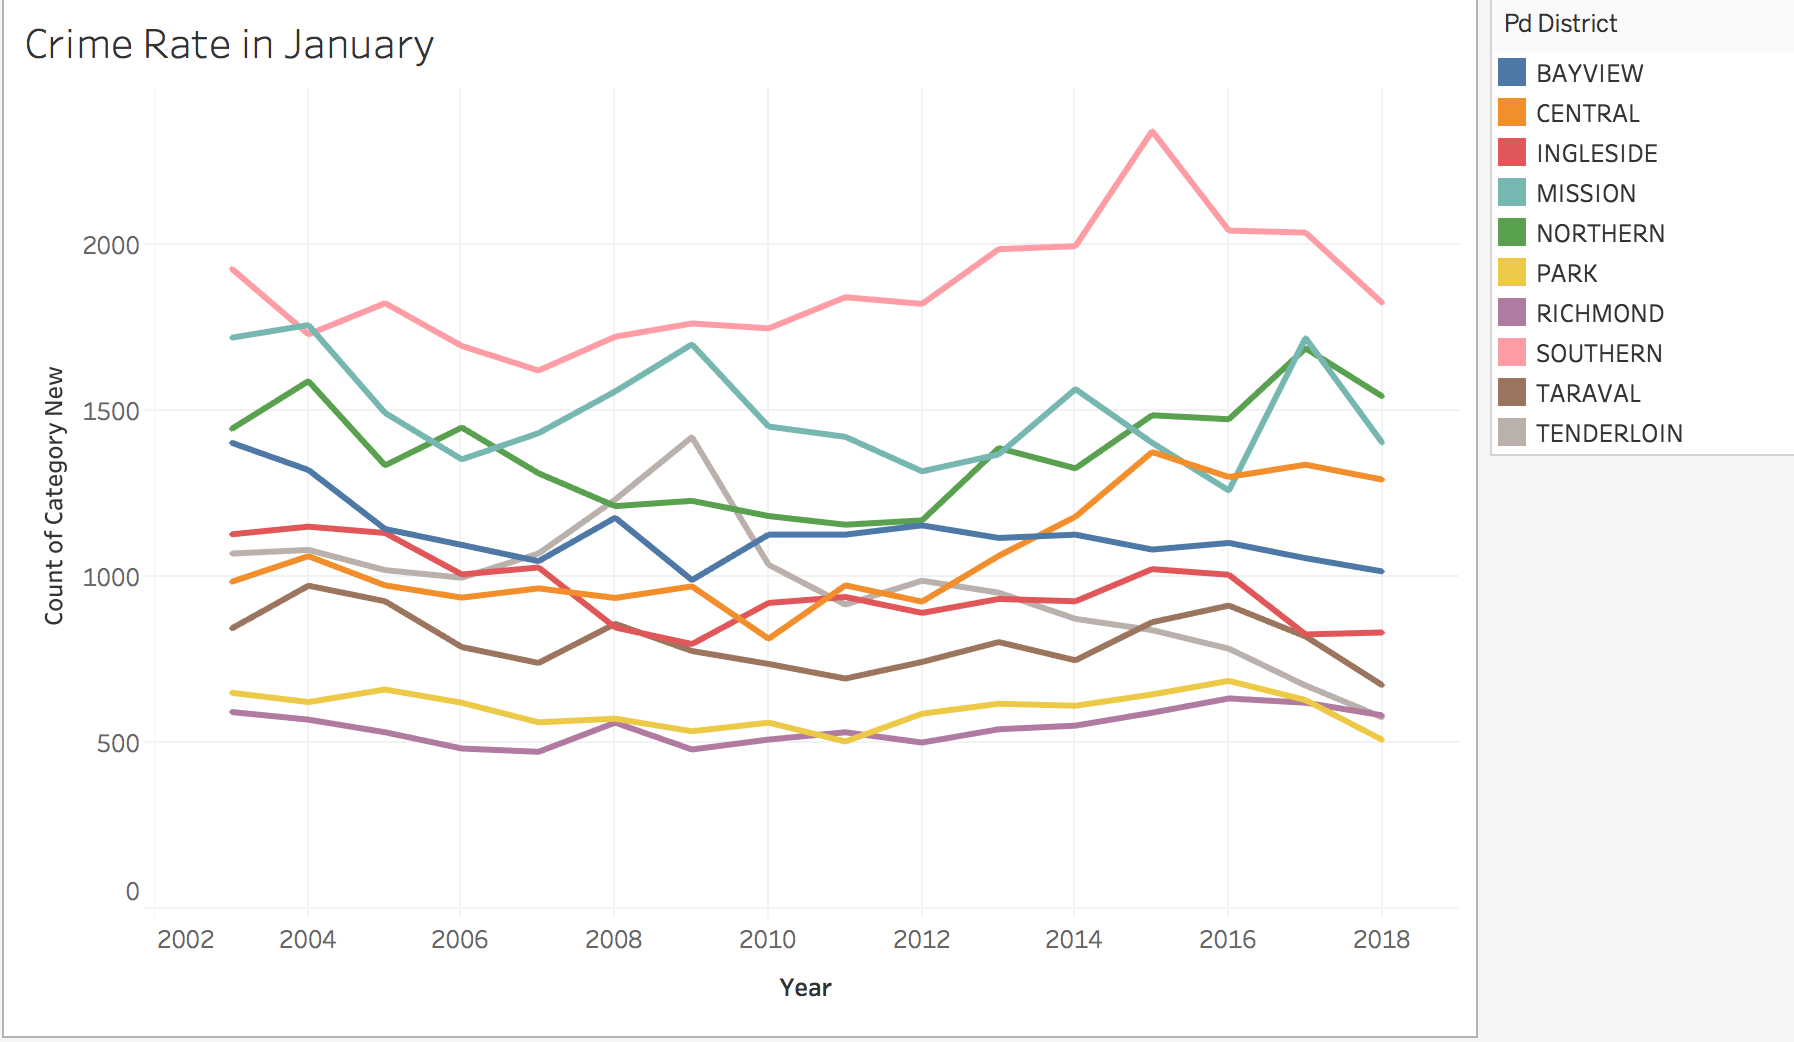 Crime Rate in January
Pd District
BAYVIEW
CENTRAL
INGLESIDE
MISSION
NORTHERN
PARK
RICHMOND
SOUTHERN
TARAVAL
TENDERLOIN
Count of Category New
2000
1500
1000
500
0
2002 2004 2006 2008 2010 2012 2014 2016 2018
Year